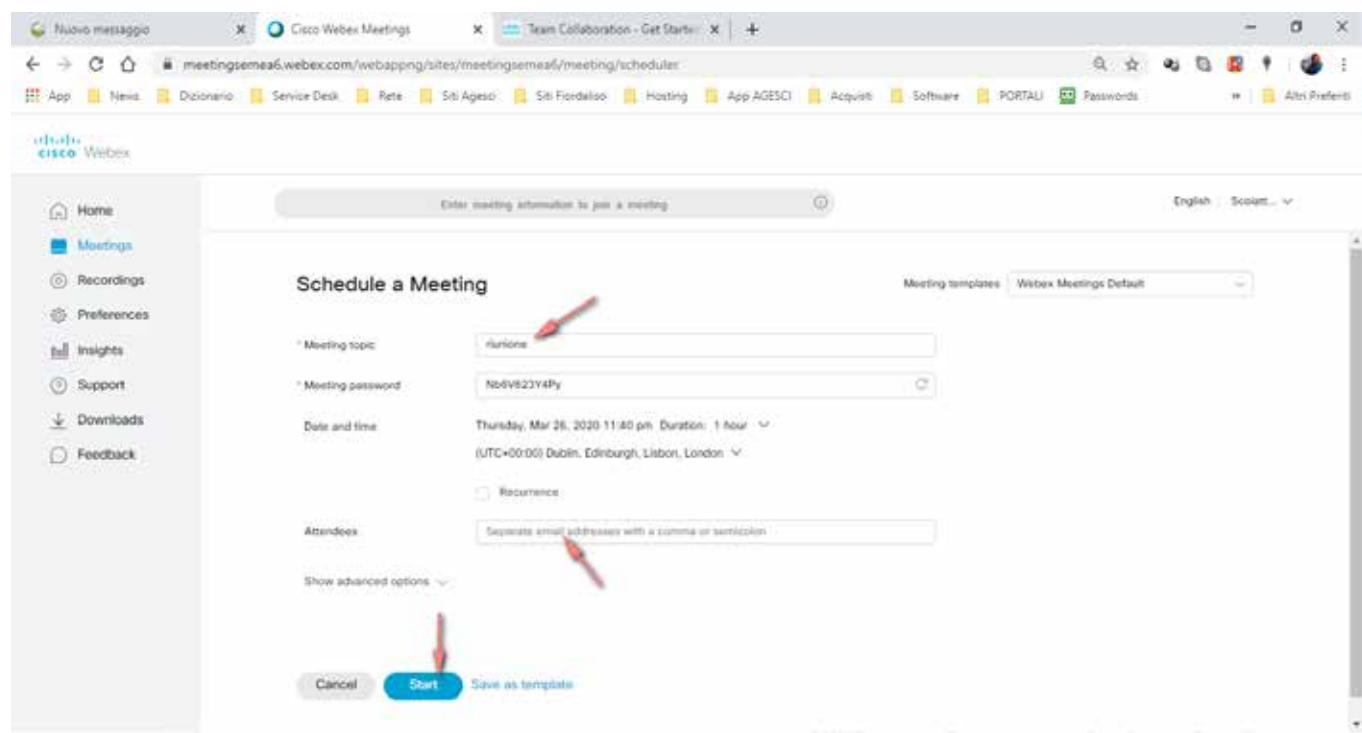 Nuovo messaggio
Cisco Webex Meetings
Team Collaboration - Get Starte
meetingsemea6.webex.com/webappng/sites/meetingsemea6/meeting/scheduler
App News Dizionario Service Desk Rete Siti Agesci Siti Fiordaliso Hosting App AGESCI Acquisti Software PORTALI Passwords » Altri Preferiti
cisco Webex
Enter meeting information to join a meeting
English
Home
Meetings
Recordings
Preferences
Insights
Support
Downloads
Feedback
Schedule a Meeting
Meeting templates Webex Meetings Default
* Meeting topic riunione
* Meeting password
Date and time Thursday, Mar 26, 2020 11:40 pm Duration: 1 hour
(UTC+00:00) Dublin, Edinburgh, Lisbon, London
Recurrence
Attendees Separate email addresses with a comma or semicolon
Show advanced options
Cancel Start Save as template